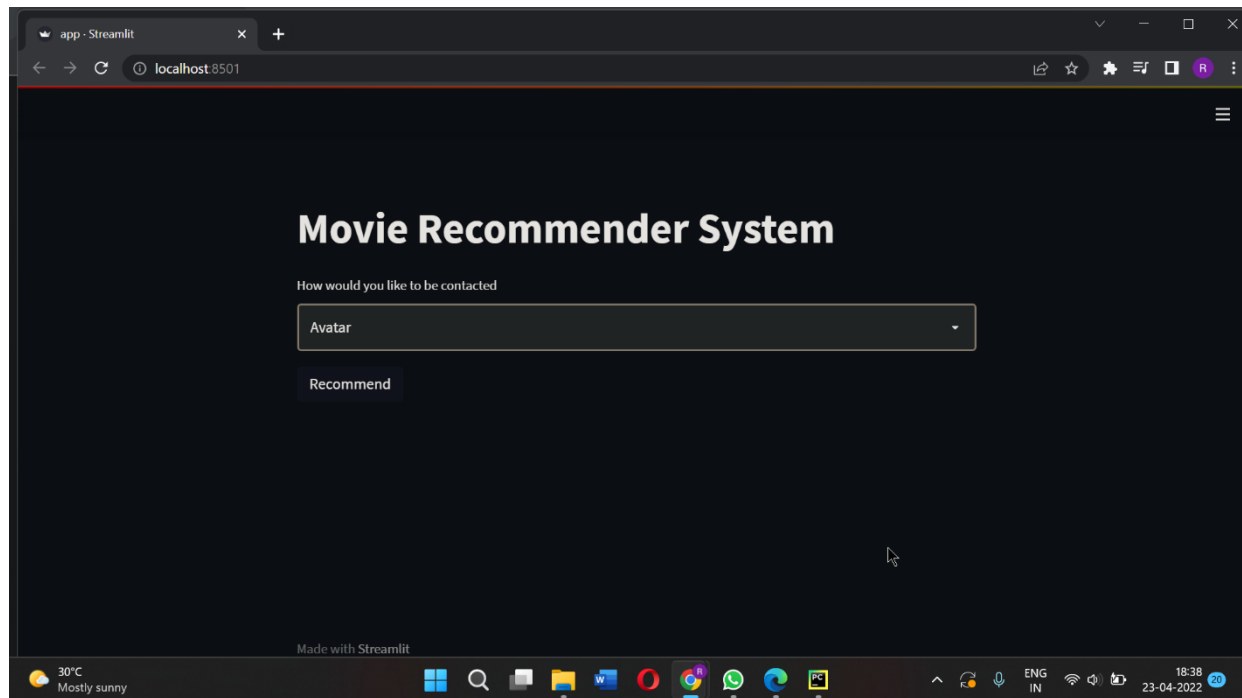 app · Streamlit
localhost:8501
R
Movie Recommender System
How would you like to be contacted
Avatar
Recommend
Made with Streamlit
30°C
Mostly sunny
W
R
PC
ENG
IN
18:38
23-04-2022
20